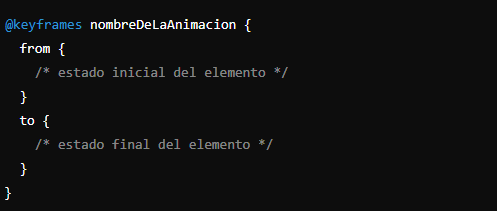 @keyframes nombreDeLaAnimacion {
  from {
    /* estado inicial del elemento */
  }
  to {
    /* estado final del elemento */
  }
}